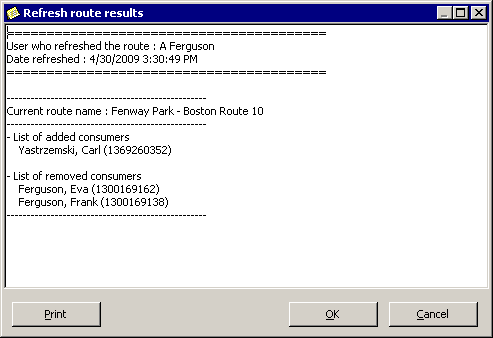 Refresh route results
========================================
User who refreshed the route : A Ferguson
Date refreshed : 4/30/2009 3:30:49 PM
========================================
--------------------------------------------------
Current route name : Fenway Park - Boston Route 10
--------------------------------------------------
- List of added consumers
Yastrzemski, Carl (1369260352)
- List of removed consumers
Ferguson, Eva (1300169162)
Ferguson, Frank (1300169138)
--------------------------------------------------
Print OK Cancel